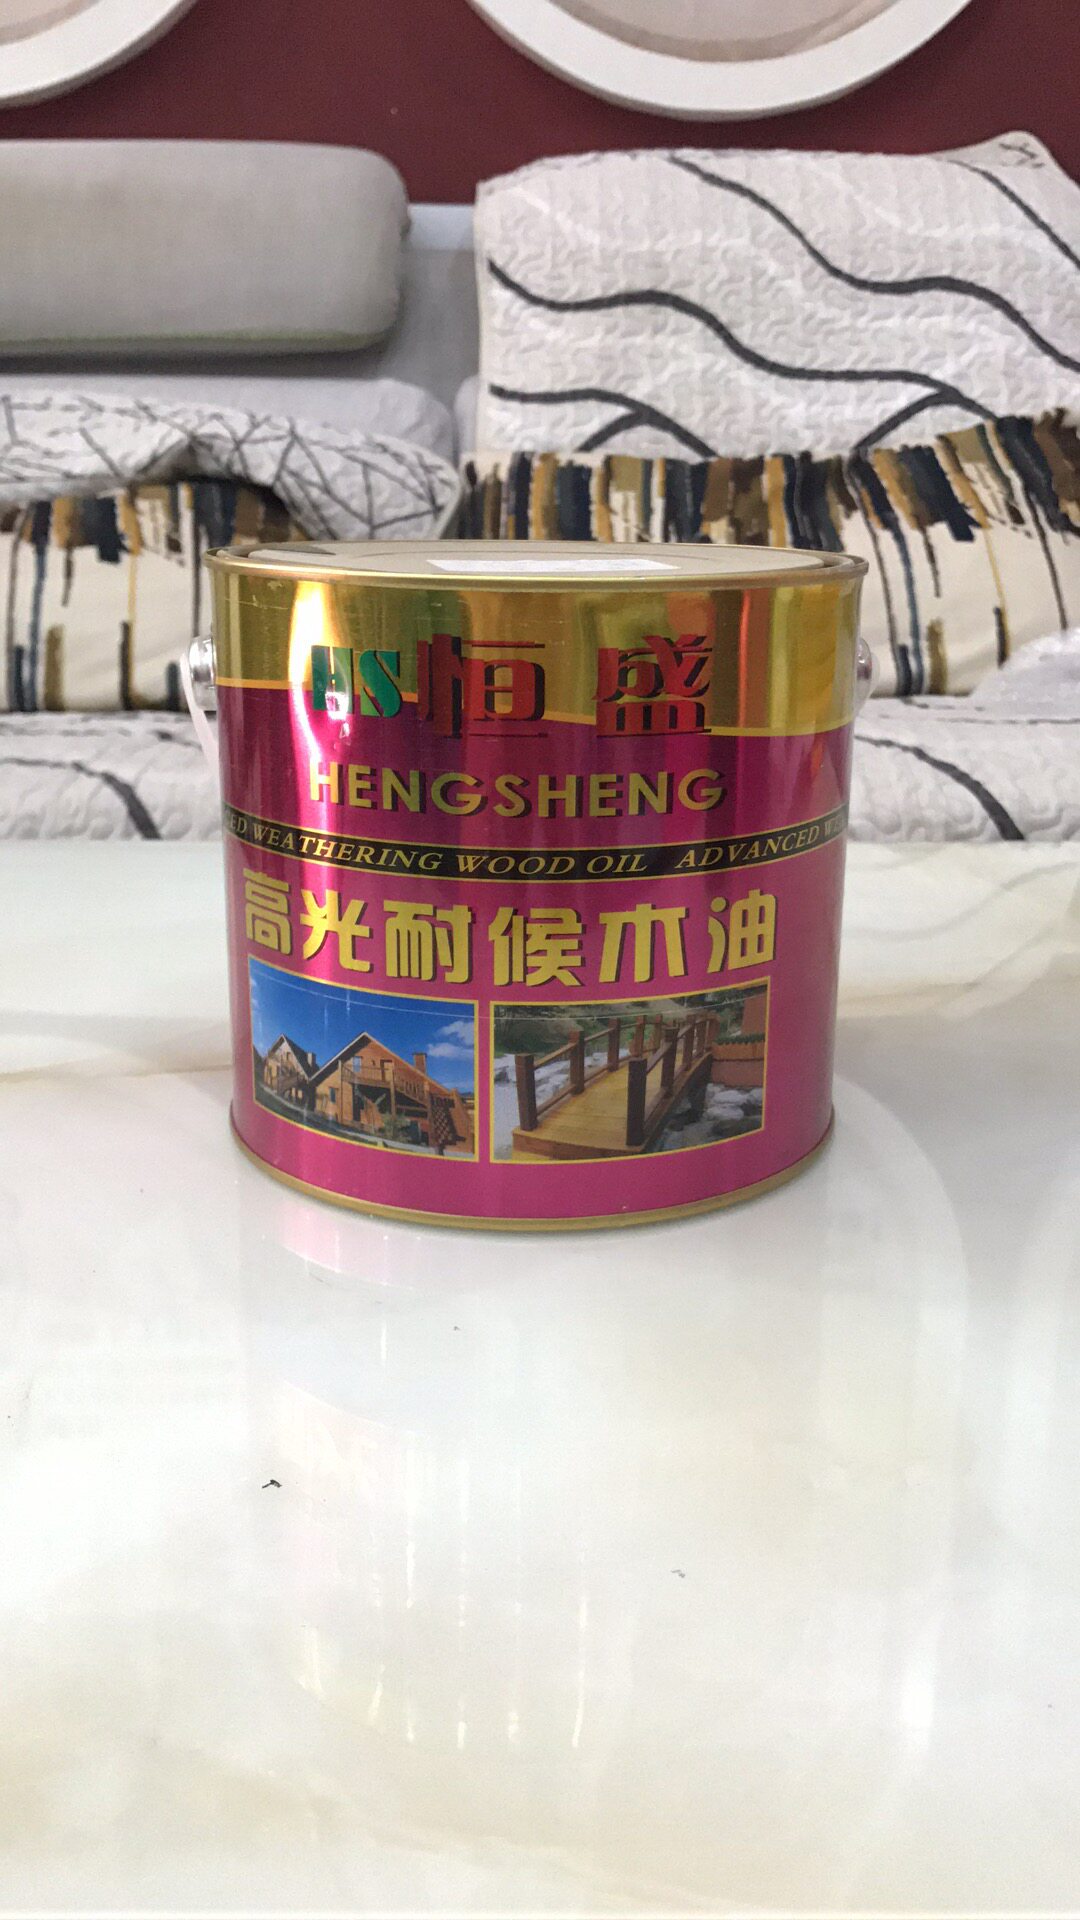 HS恒盛
HENGSHENG
WEATHERING WOOD OIL ADVANCED
高光耐候木油